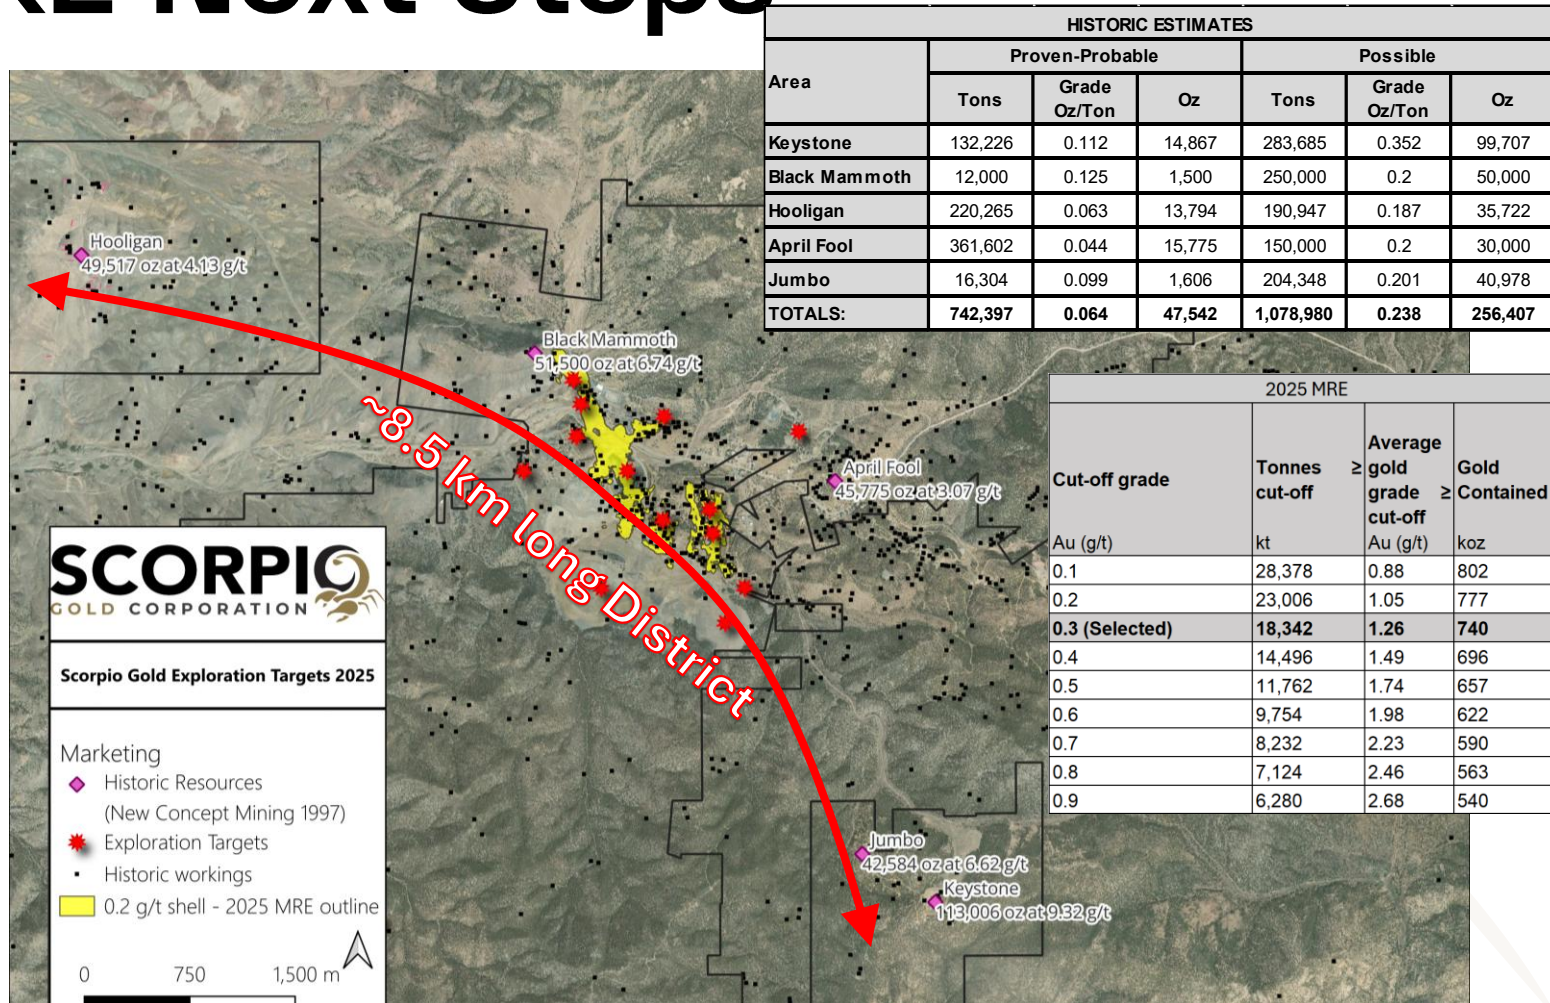 Next Steps
HISTORIC ESTIMATES
Area Proven-Probable Possible
Tons Grade Oz/Ton Oz Tons Grade Oz/Ton Oz
Keystone 132,226 0.112 14,867 283,685 0.352 99,707
Black Mammoth 12,000 0.125 1,500 250,000 0.2 50,000
Hooligan 220,265 0.063 13,794 190,947 0.187 35,722
April Fool 361,602 0.044 15,775 150,000 0.2 30,000
Jumbo 16,304 0.099 1,606 204,348 0.201 40,978
TOTALS: 742,397 0.064 47,542 1,078,980 0.238 256,407
Hooligan
49,517 oz at 4.13 g/t
Black Mammoth
51,500 oz at 6.74 g/t
April Fool
45,775 oz at 3.07 g/t
~8.5 km long District
Jumbo
42,584 oz at 6.62 g/t
Keystone
113,006 oz at 9.32 g/t
2025 MRE
Cut-off grade Tonnes ≥ cut-off Average gold grade ≥ cut-off Gold Contained
Au (g/t) kt Au (g/t) koz
0.1 28,378 0.88 802
0.2 23,006 1.05 777
0.3 (Selected) 18,342 1.26 740
0.4 14,496 1.49 696
0.5 11,762 1.74 657
0.6 9,754 1.98 622
0.7 8,232 2.23 590
0.8 7,124 2.46 563
0.9 6,280 2.68 540
SCORPIO
GOLD CORPORATION
Scorpio Gold Exploration Targets 2025
Marketing
Historic Resources
(New Concept Mining 1997)
Exploration Targets
Historic workings
0.2 g/t shell - 2025 MRE outline
0 750 1,500 m